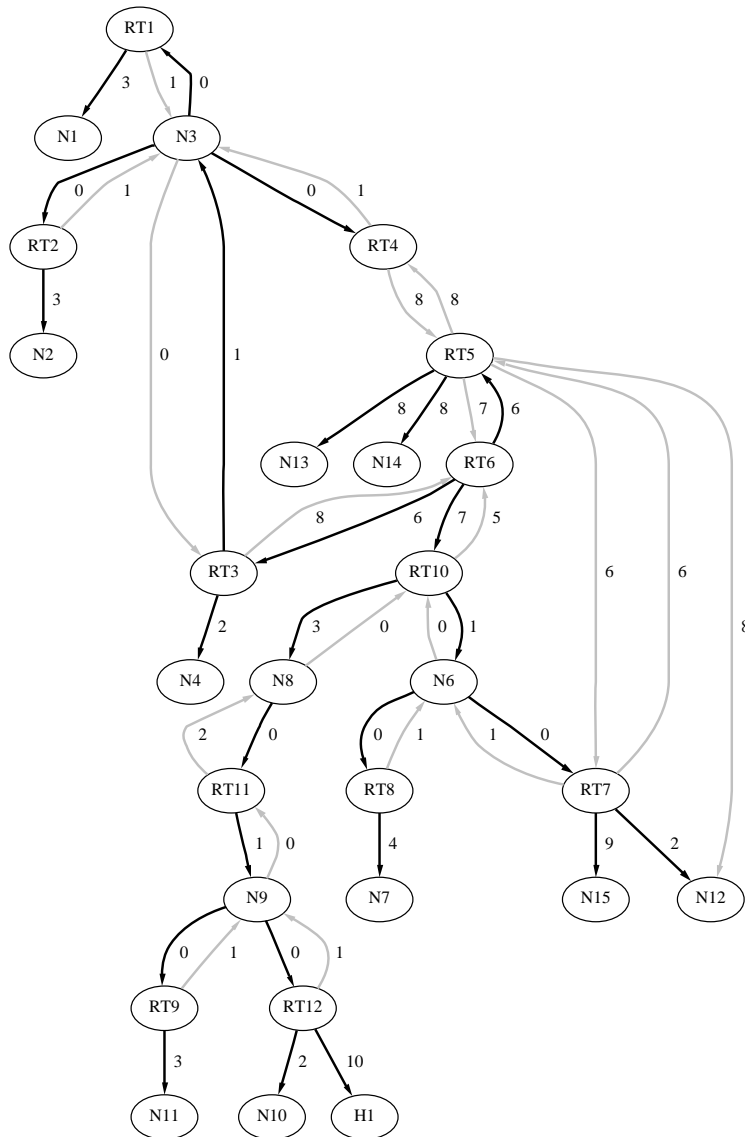 RT1
3 1 0
N1 N3
0 1 0 1
RT2 RT4
3 0 1 8 8
N2 RT5
8 8 7 6
N13 N14 RT6
8 6 7 5 6 6 8
RT3 RT10
2 3 0 0 1
N4 N8 N6
2 0 0 1 1 0
RT11 RT8 RT7
1 0 4 9 2
N9 N7 N15 N12
0 1 0 1
RT9 RT12
3 2 10
N11 N10 H1